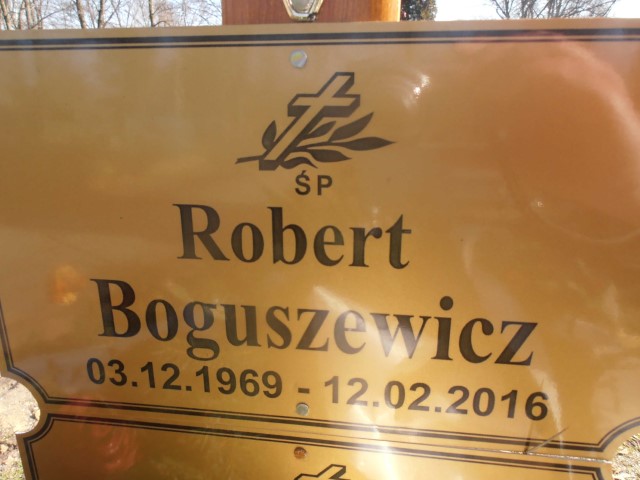 ŚP
Robert
Boguszewicz
03.12.1969 - 12.02.2016